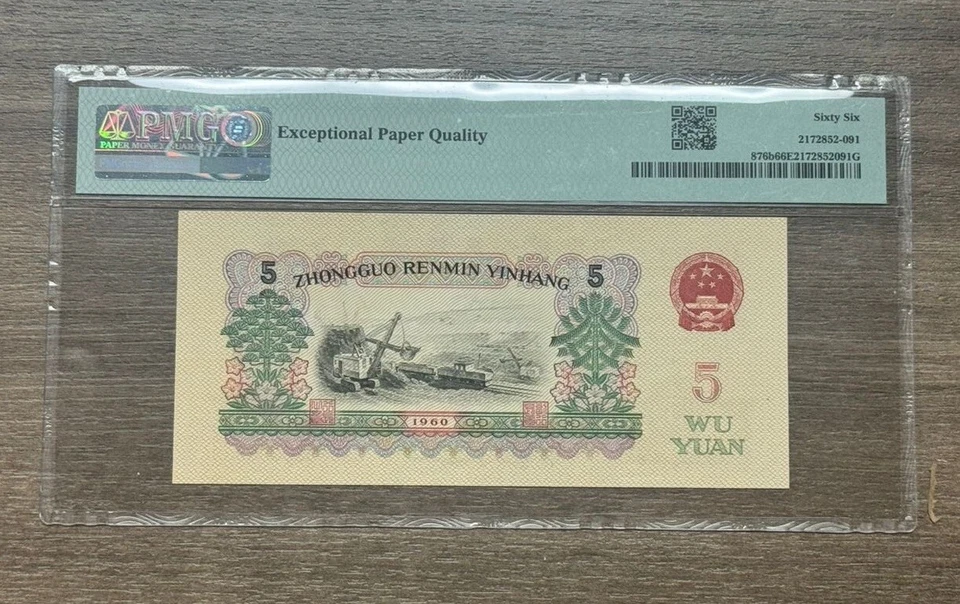 PMG
PAPER MONEY GUARANTY
Exceptional Paper Quality
Sixty Six
2172852-091
876b66E2172852091G
5 ZHONGGUO RENMIN YINHANG 5
1960
5
WU
YUAN